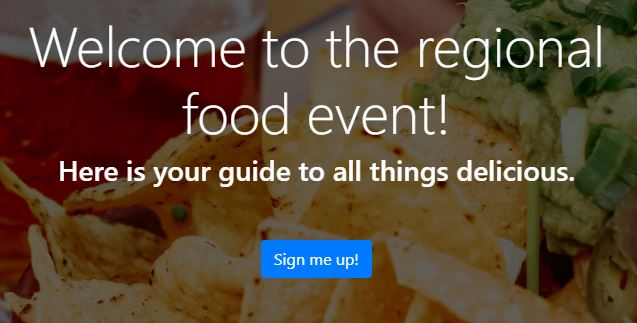 Welcome to the regional
food event!
Here is your guide to all things delicious.
Sign me up!